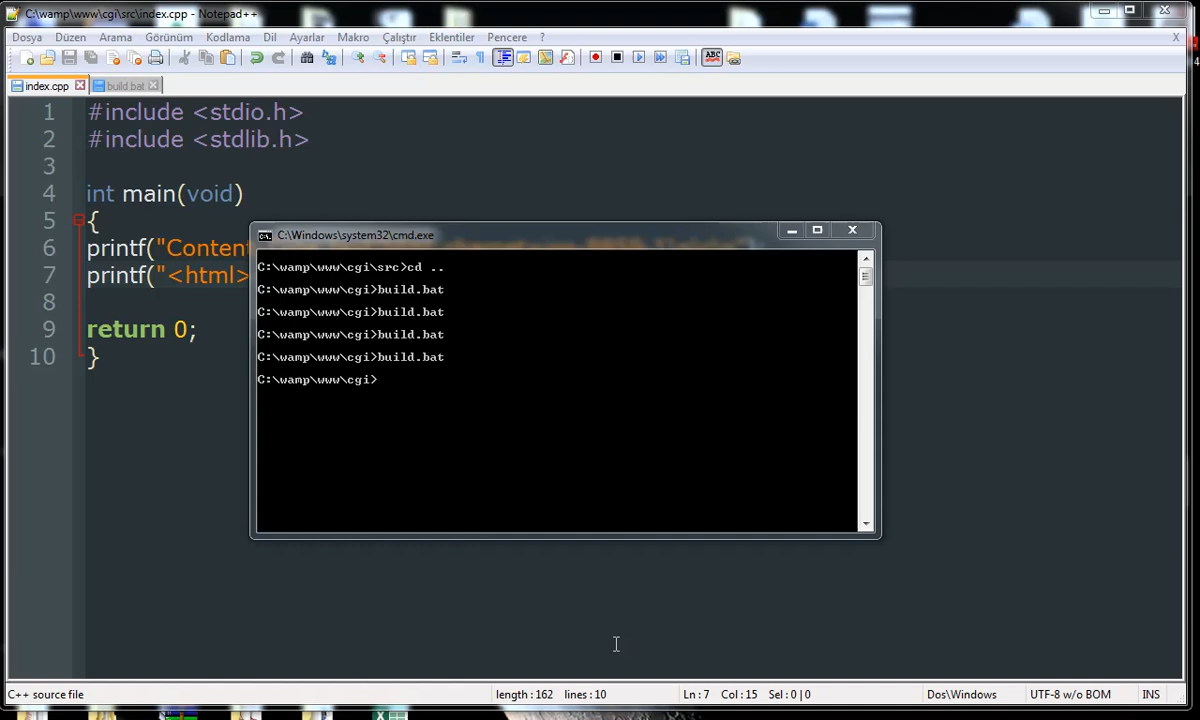 C:\wamp\www\cgi\src\index.cpp - Notepad++
Dosya Düzen Arama Görünüm Kodlama Dil Ayarlar Makro Çalıştır Eklentiler Pencere ? X
index.cpp build.bat
1 #include <stdio.h>
2 #include <stdlib.h>
3
4 int main(void)
5 {
6 printf("Content
7 printf("<html>
8
9 return 0;
10 }
C:\Windows\system32\cmd.exe
C:\wamp\www\cgi\src>cd ..
C:\wamp\www\cgi>build.bat
C:\wamp\www\cgi>build.bat
C:\wamp\www\cgi>build.bat
C:\wamp\www\cgi>build.bat
C:\wamp\www\cgi>
C++ source file length : 162 lines : 10 Ln : 7 Col : 15 Sel : 0 | 0 Dos\Windows UTF-8 w/o BOM INS